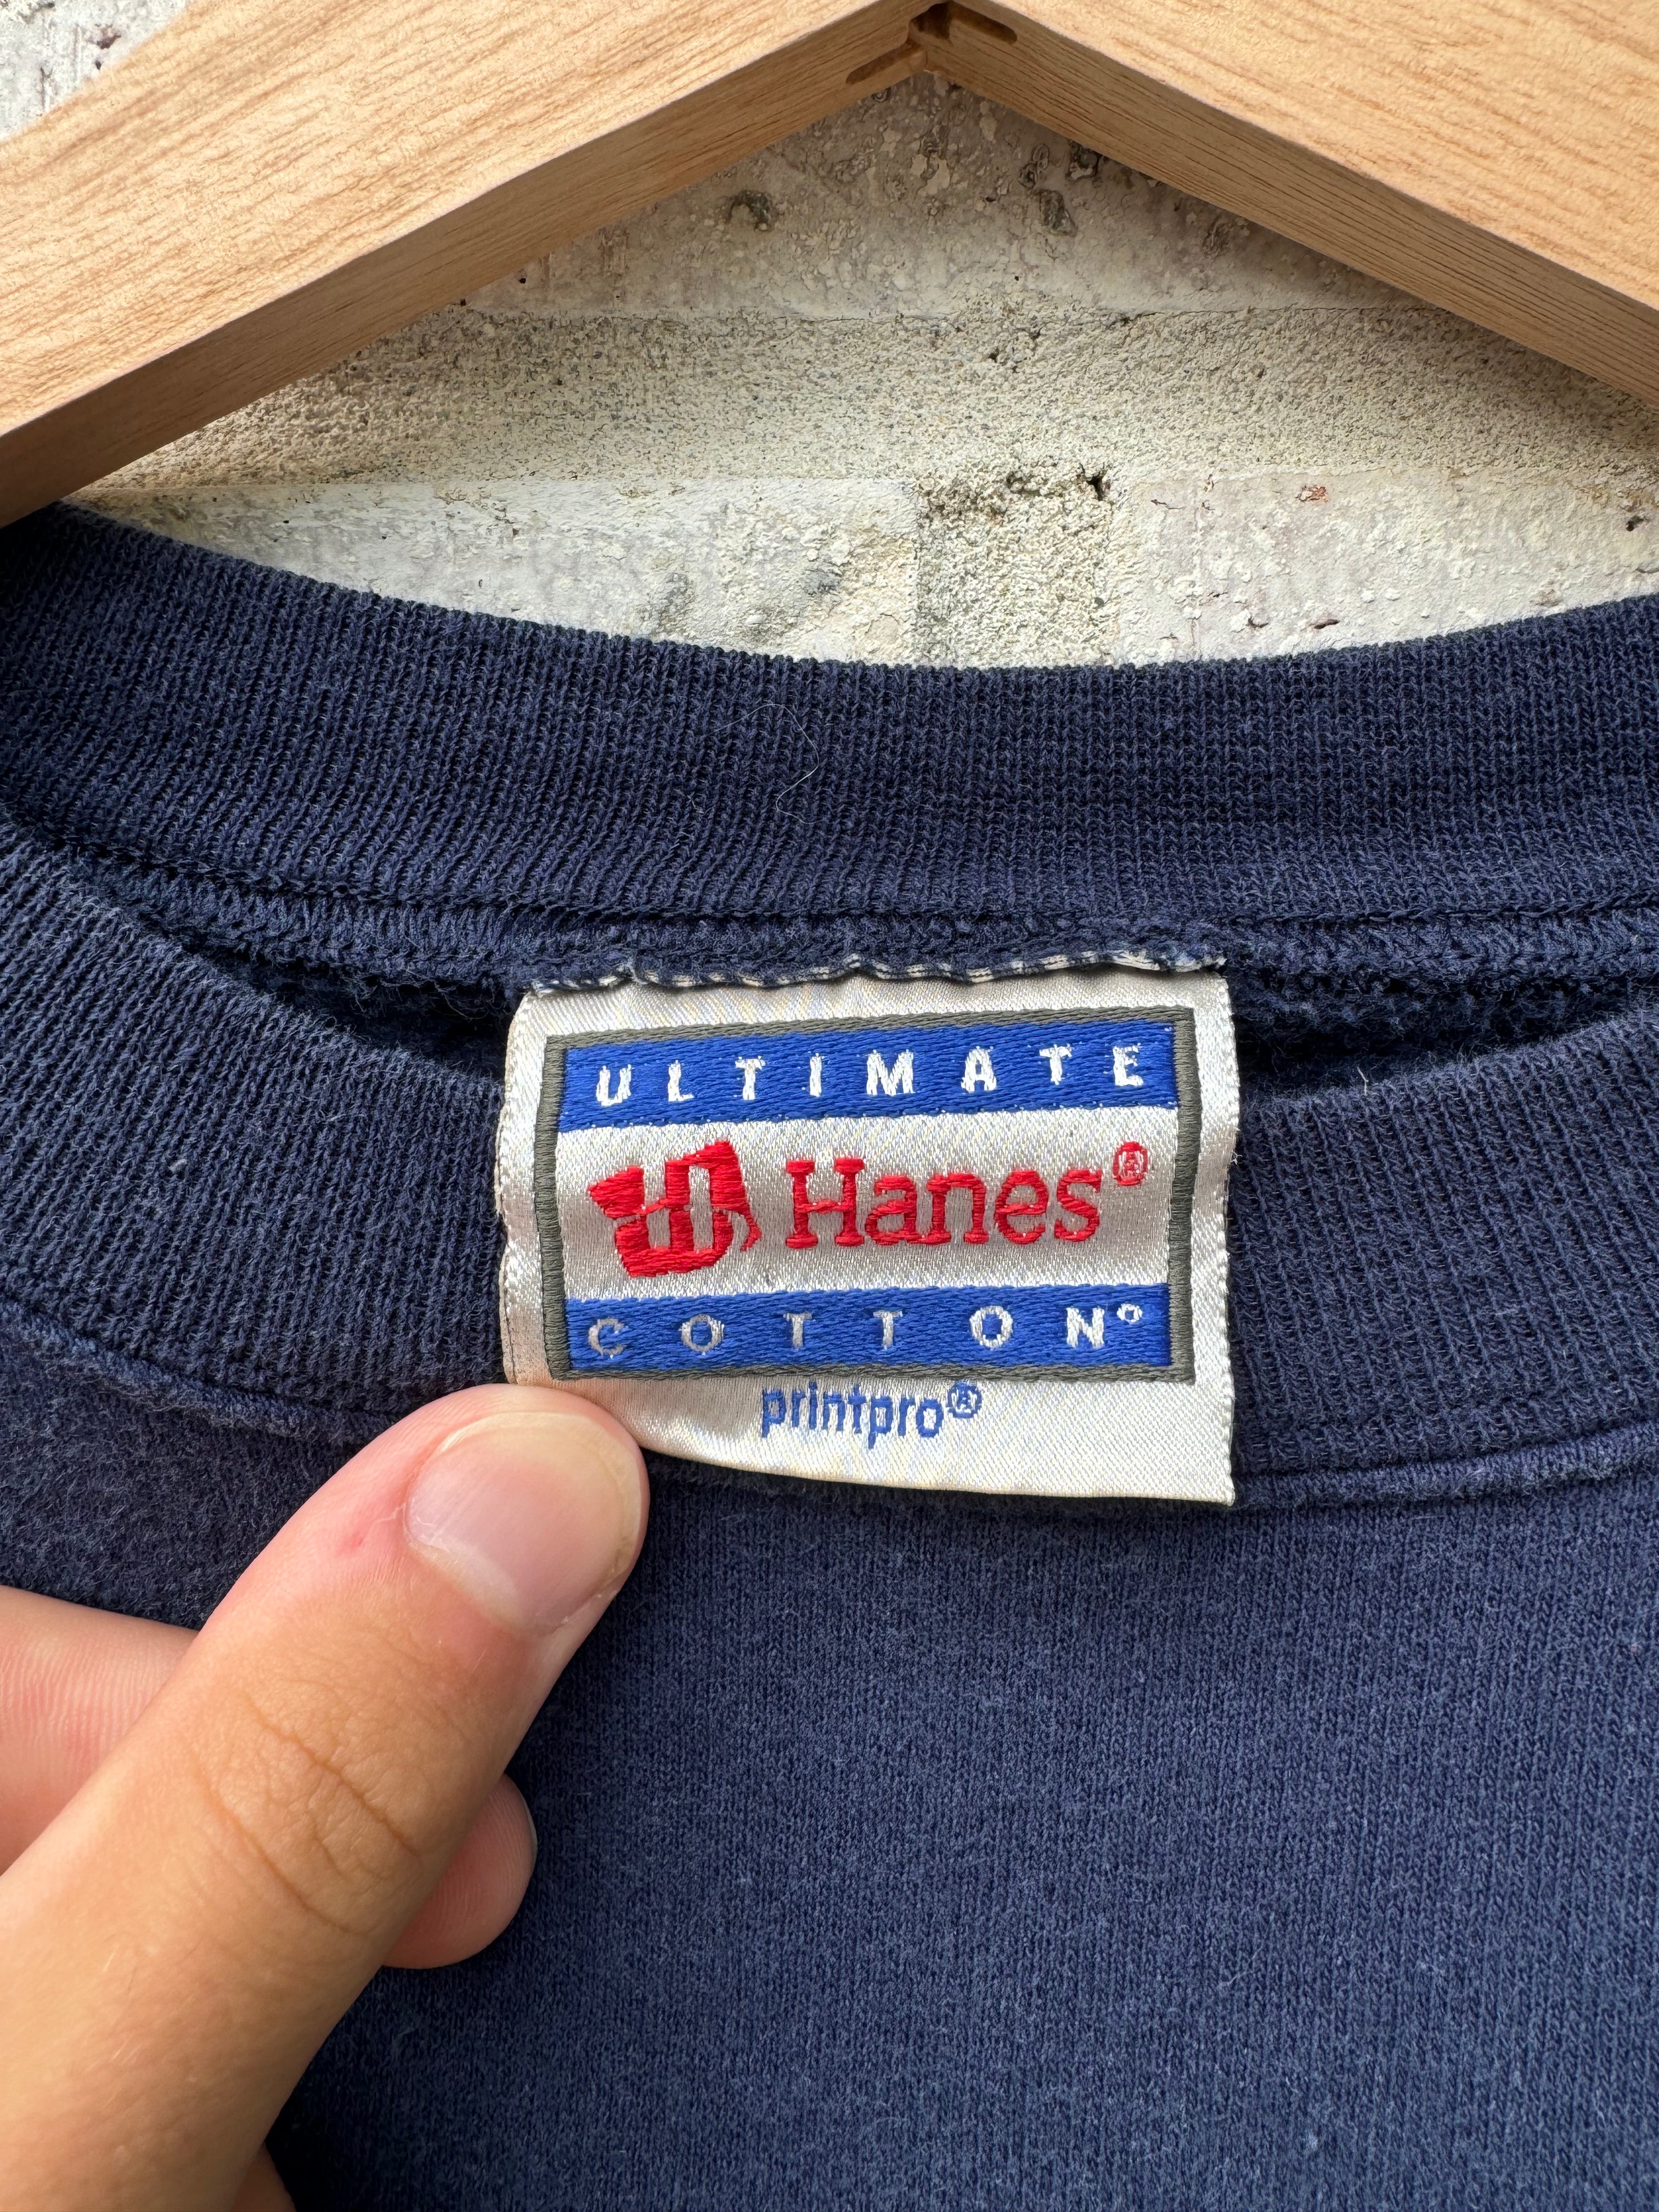 ULTIMATE
H Hanes®
COTTON®
printpro®